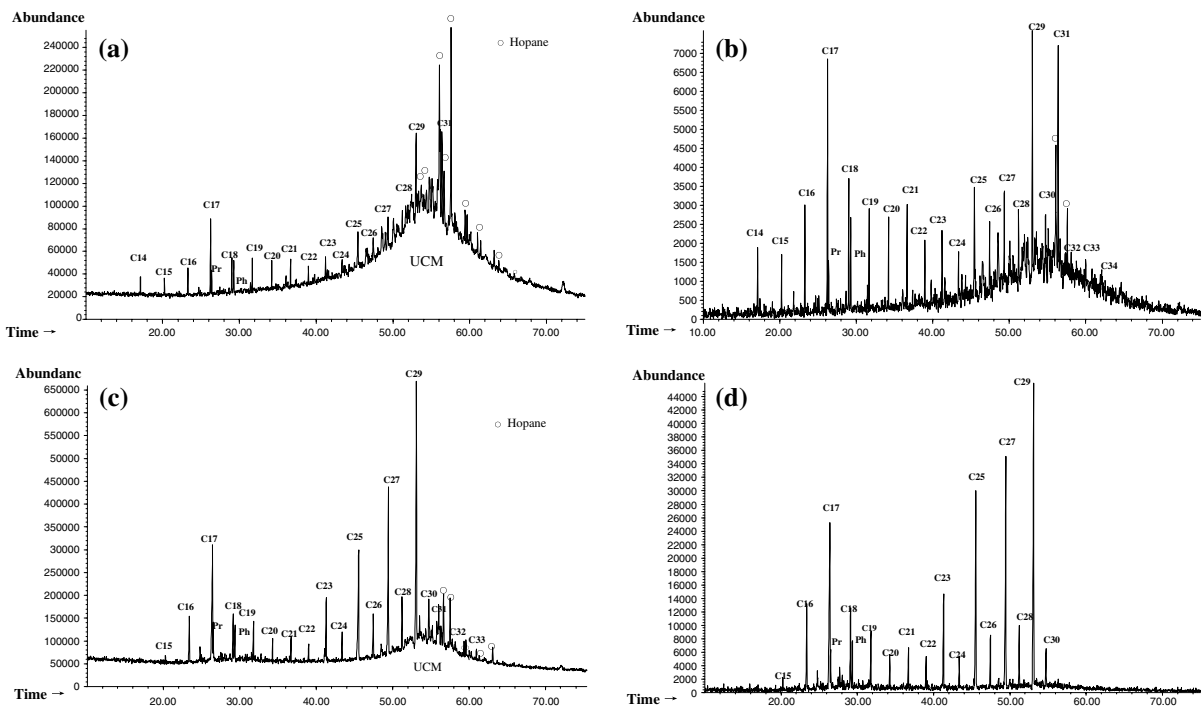 Abundance
(a)
○ Hopane
280000
260000
240000
220000
200000
180000
160000
140000
120000
100000
80000
60000
40000
20000
0
C14
C15
C16
C17
Pr
C18
Ph
C19
C20
C21
C22
C23
C24
C25
C26
C27
C28
C29
C31
UCM
Time →
20.00 30.00 40.00 50.00 60.00 70.00
Abundance
(b)
7000
6500
6000
5500
5000
4500
4000
3500
3000
2500
2000
1500
1000
500
0
C14
C15
C16
C17
Pr
C18
Ph
C19
C20
C21
C22
C23
C24
C25
C26
C27
C28
C29
C30
C31
C32
C33
C34
Time →
10.00 20.00 30.00 40.00 50.00 60.00 70.00
Abundanc
(c)
○ Hopane
650000
600000
550000
500000
450000
400000
350000
300000
250000
200000
150000
100000
50000
0
C15
C16
C17
Pr
C18
Ph
C19
C20
C21
C22
C23
C24
C25
C26
C27
C28
C29
C30
C31
C32
C33
UCM
Time →
20.00 30.00 40.00 50.00 60.00 70.00
Abundance
(d)
44000
42000
40000
38000
36000
34000
32000
30000
28000
26000
24000
22000
20000
18000
16000
14000
12000
10000
8000
6000
4000
2000
0
C15
C16
C17
Pr
C18
Ph
C19
C20
C21
C22
C23
C24
C25
C26
C27
C28
C29
C30
Time →
20.00 30.00 40.00 50.00 60.00 70.00